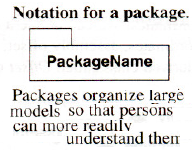 Notation for a package.
PackageName
Packages organize large
models so that persons
can more readily
understand them